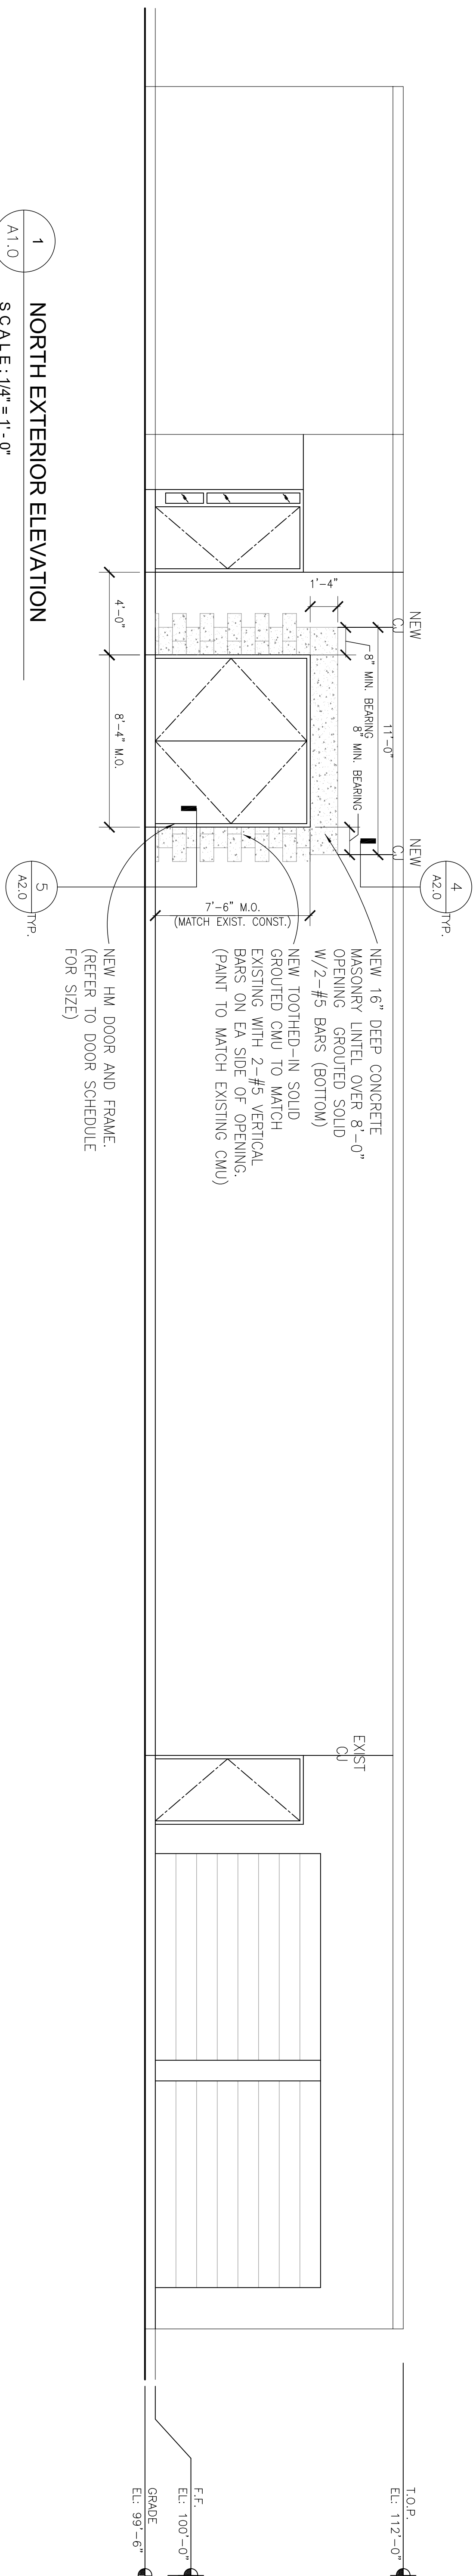 NEW
CJ
NEW
CJ
11'-0"
8" MIN. BEARING
8" MIN. BEARING
1'-4"
4
A2.0
TYP.
NEW 16" DEEP CONCRETE
MASONRY LINTEL OVER 8'-0"
OPENING GROUTED SOLID
W/2-#5 BARS (BOTTOM)
NEW TOOTHED-IN SOLID
GROUTED CMU TO MATCH
EXISTING WITH 2-#5 VERTICAL
BARS ON EA SIDE OF OPENING.
(PAINT TO MATCH EXISTING CMU)
7'-6" M.O.
(MATCH EXIST. CONST.)
NEW HM DOOR AND FRAME.
(REFER TO DOOR SCHEDULE
FOR SIZE)
4'-0"
8'-4" M.O.
5
A2.0
TYP.
EXIST
CJ
T.O.P.
EL: 112'-0"
F.F.
EL: 100'-0"
GRADE
EL: 99'-6"
1
A1.0
NORTH EXTERIOR ELEVATION
SCALE: 1/4" = 1'-0"